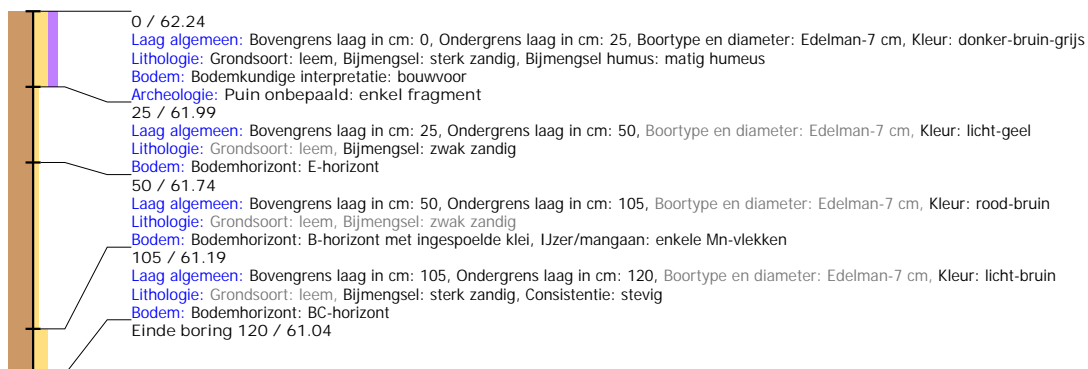 0 / 62.24
Laag algemeen: Bovengrens laag in cm: 0, Ondergrens laag in cm: 25, Boortype en diameter: Edelman-7 cm, Kleur: donker-bruin-grijs
Lithologie: Grondsoort: leem, Bijmengsel: sterk zandig, Bijmengsel humus: matig humeus
Bodem: Bodemkundige interpretatie: bouwvoor
Archeologie: Puin onbepaald: enkel fragment
25 / 61.99
Laag algemeen: Bovengrens laag in cm: 25, Ondergrens laag in cm: 50, Boortype en diameter: Edelman-7 cm, Kleur: licht-geel
Lithologie: Grondsoort: leem, Bijmengsel: zwak zandig
Bodem: Bodemhorizont: E-horizont
50 / 61.74
Laag algemeen: Bovengrens laag in cm: 50, Ondergrens laag in cm: 105, Boortype en diameter: Edelman-7 cm, Kleur: rood-bruin
Lithologie: Grondsoort: leem, Bijmengsel: zwak zandig
Bodem: Bodemhorizont: B-horizont met ingespoelde klei, IJzer/mangaan: enkele Mn-vlekken
105 / 61.19
Laag algemeen: Bovengrens laag in cm: 105, Ondergrens laag in cm: 120, Boortype en diameter: Edelman-7 cm, Kleur: licht-bruin
Lithologie: Grondsoort: leem, Bijmengsel: sterk zandig, Consistentie: stevig
Bodem: Bodemhorizont: BC-horizont
Einde boring 120 / 61.04